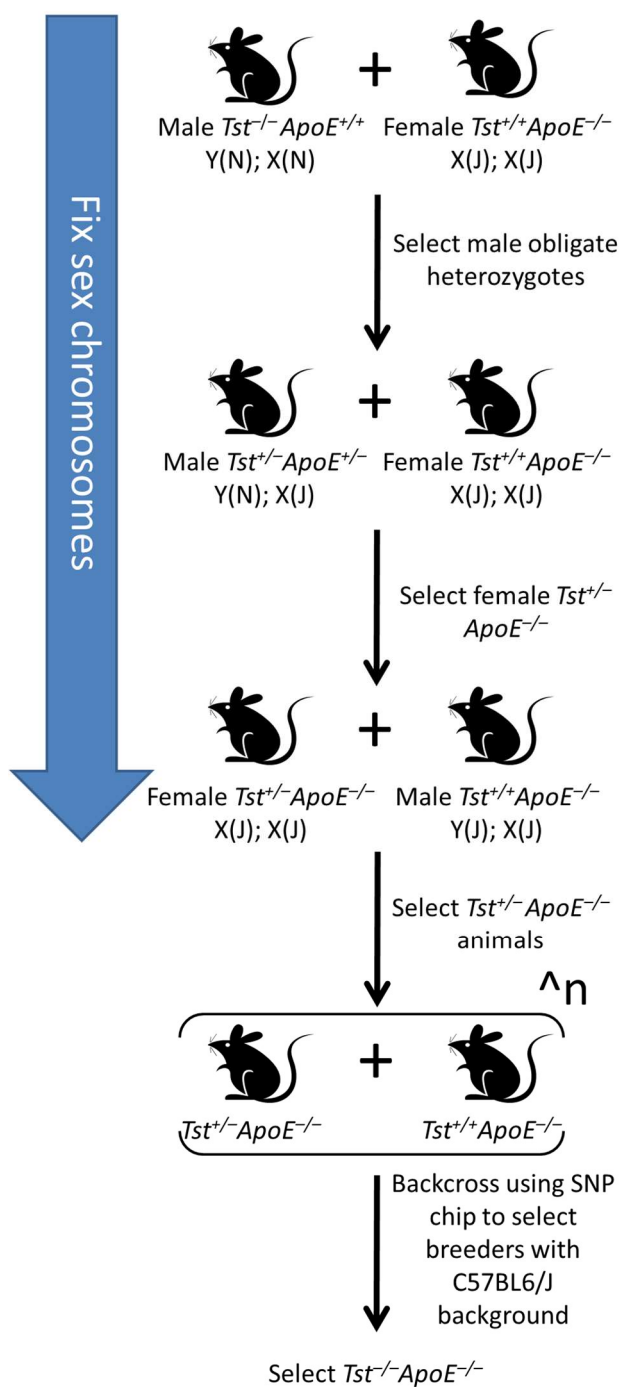 Fix sex chromosomes
+
Male Tst–/–ApoE+/+ Female Tst+/+ApoE–/–
Y(N); X(N) X(J); X(J)
Select male obligate
heterozygotes
+
Male Tst+/–ApoE+/– Female Tst+/+ApoE–/–
Y(N); X(J) X(J); X(J)
Select female Tst+/–
ApoE–/–
+
Female Tst+/–ApoE–/– Male Tst+/+ApoE–/–
X(J); X(J) Y(J); X(J)
Select Tst+/–ApoE–/–
animals
^n
+
Tst+/–ApoE–/– Tst+/+ApoE–/–
Backcross using SNP
chip to select
breeders with
C57BL6/J
background
Select Tst–/–ApoE–/–